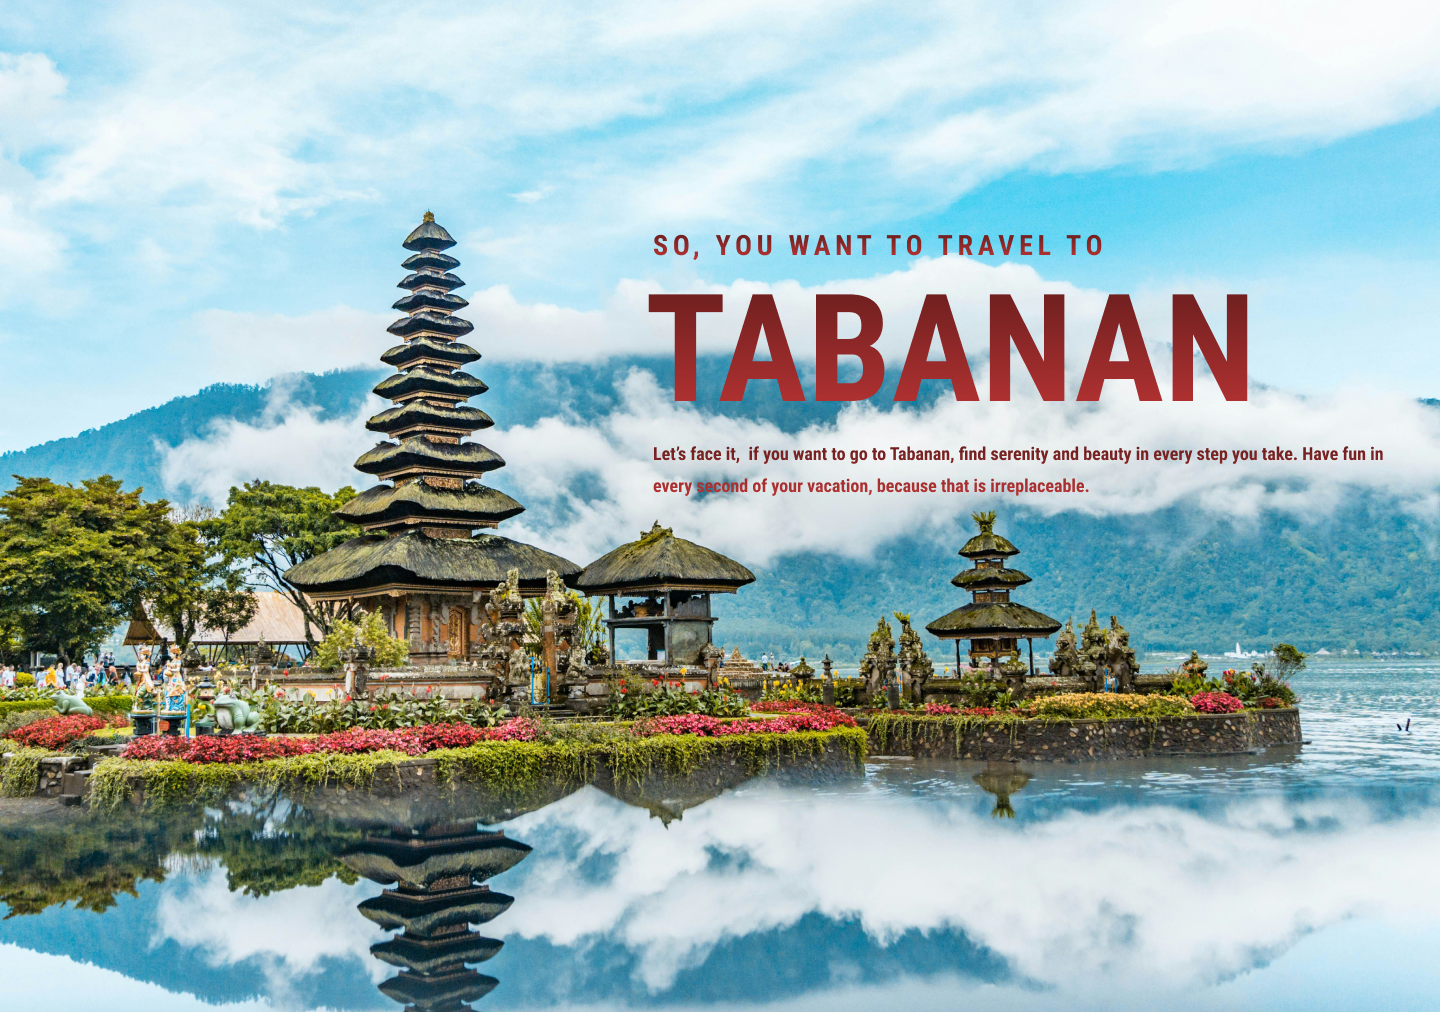 SO, YOU WANT TO TRAVEL TO
TABANAN
Let's face it,  if you want to go to Tabanan, find serenity and beauty in every step you take. Have fun in
every second of your vacation, because that is irreplaceable.